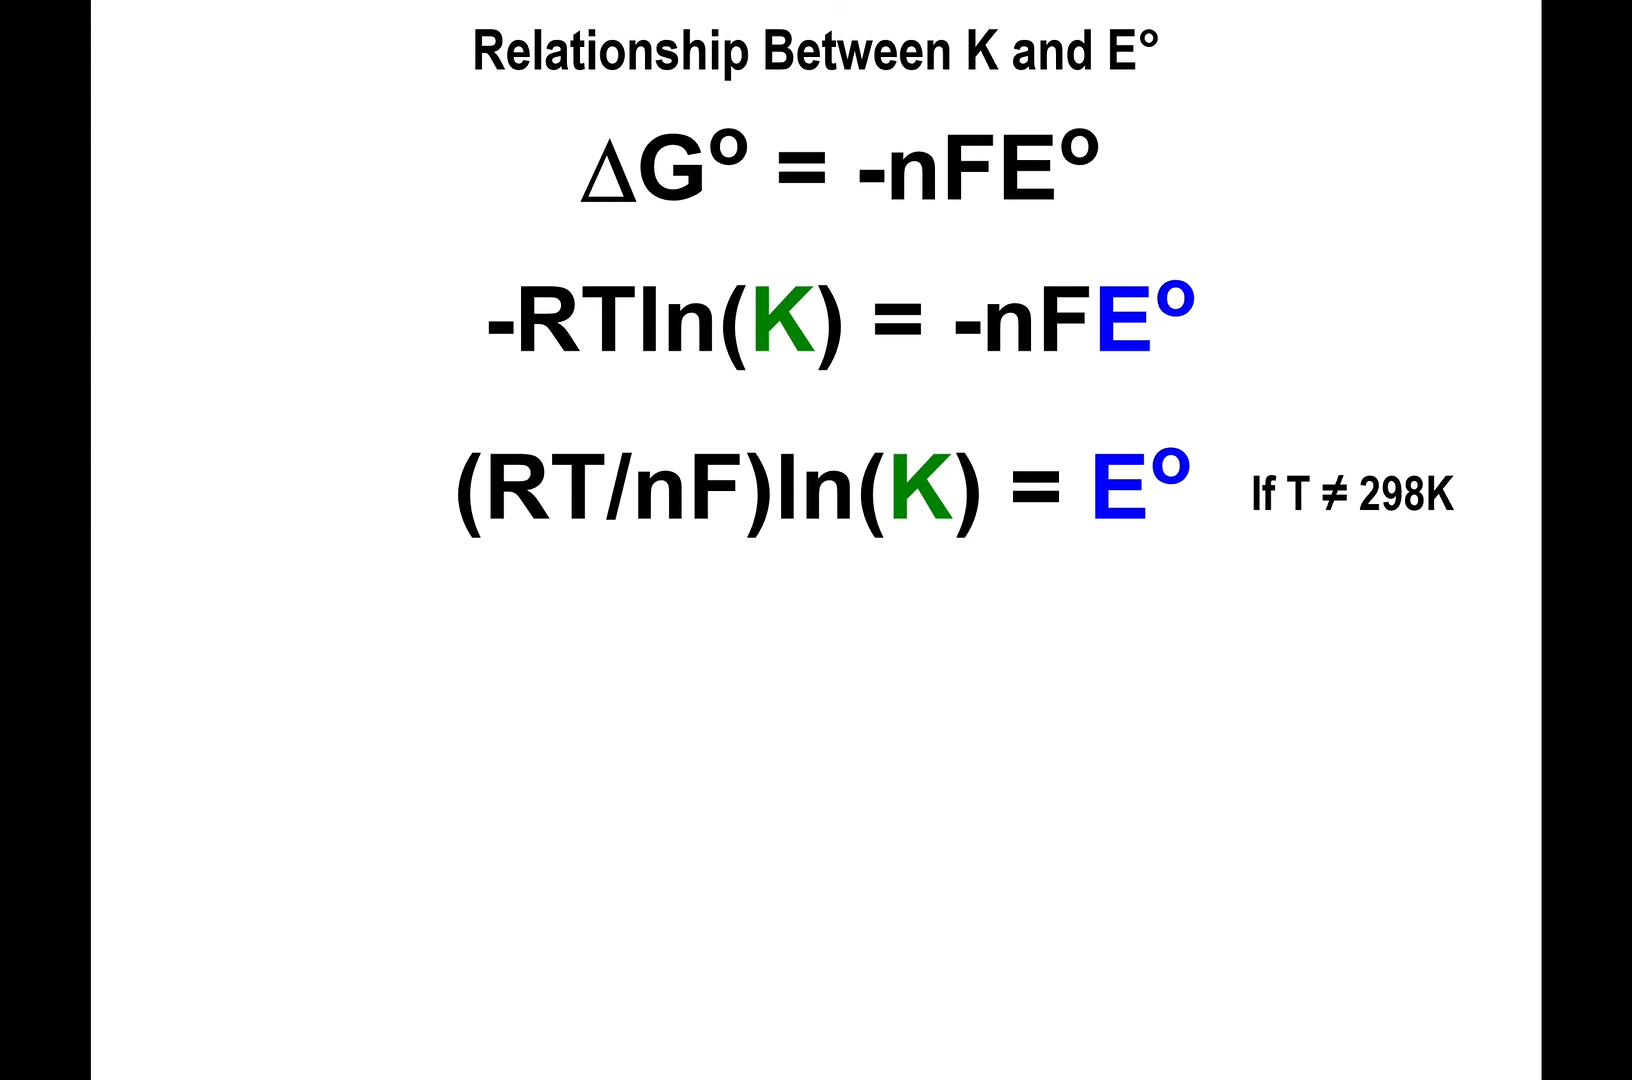 Relationship Between K and E°
ΔGº = -nFEº
-RTln(K) = -nFEº
(RT/nF)ln(K) = Eº If T ≠ 298K